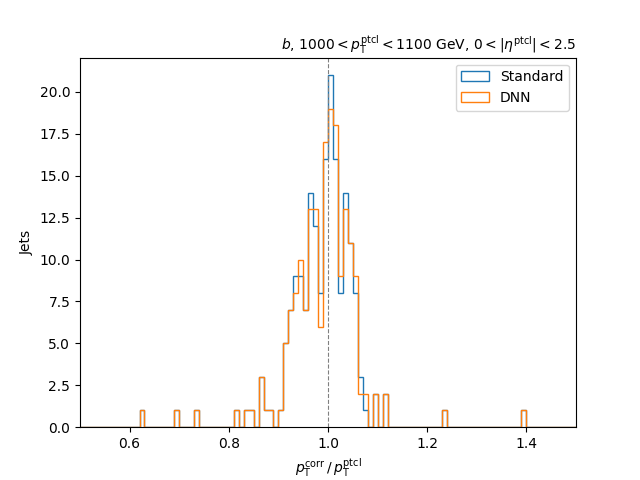 b, 1000 < p_T^ptcl < 1100 GeV, 0 < |η^ptcl| < 2.5
Standard
DNN
20.0
17.5
15.0
12.5
10.0
7.5
5.0
2.5
0.0
Jets
0.6 0.8 1.0 1.2 1.4
p_T^corr / p_T^ptcl